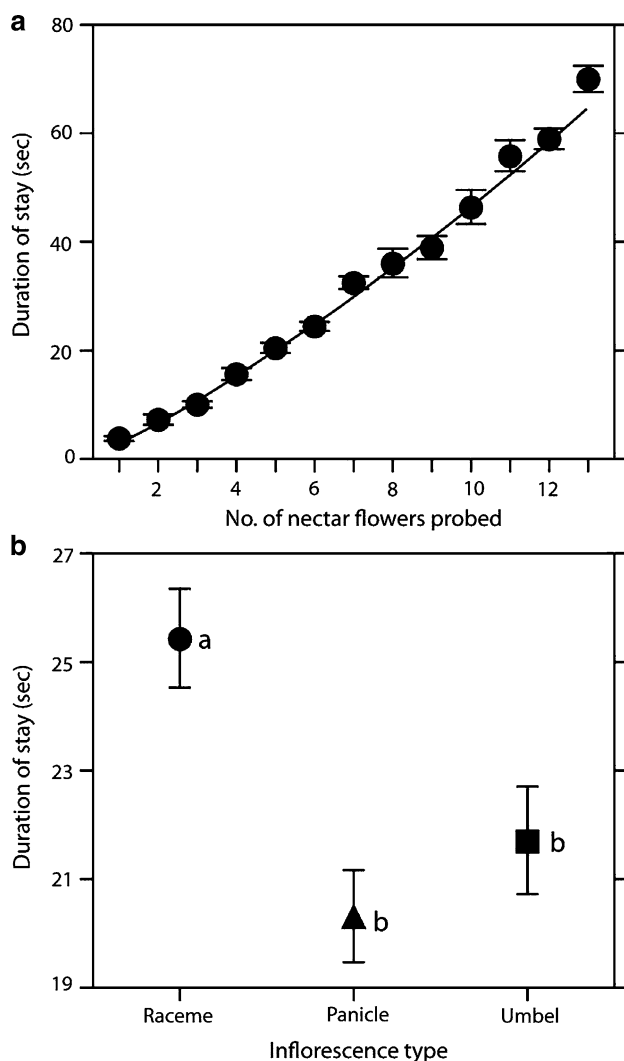 a
80
60
40
20
0
Duration of stay (sec)
2 4 6 8 10 12
No. of nectar flowers probed
b
27
25
23
21
19
Duration of stay (sec)
a
b
b
Raceme Panicle Umbel
Inflorescence type